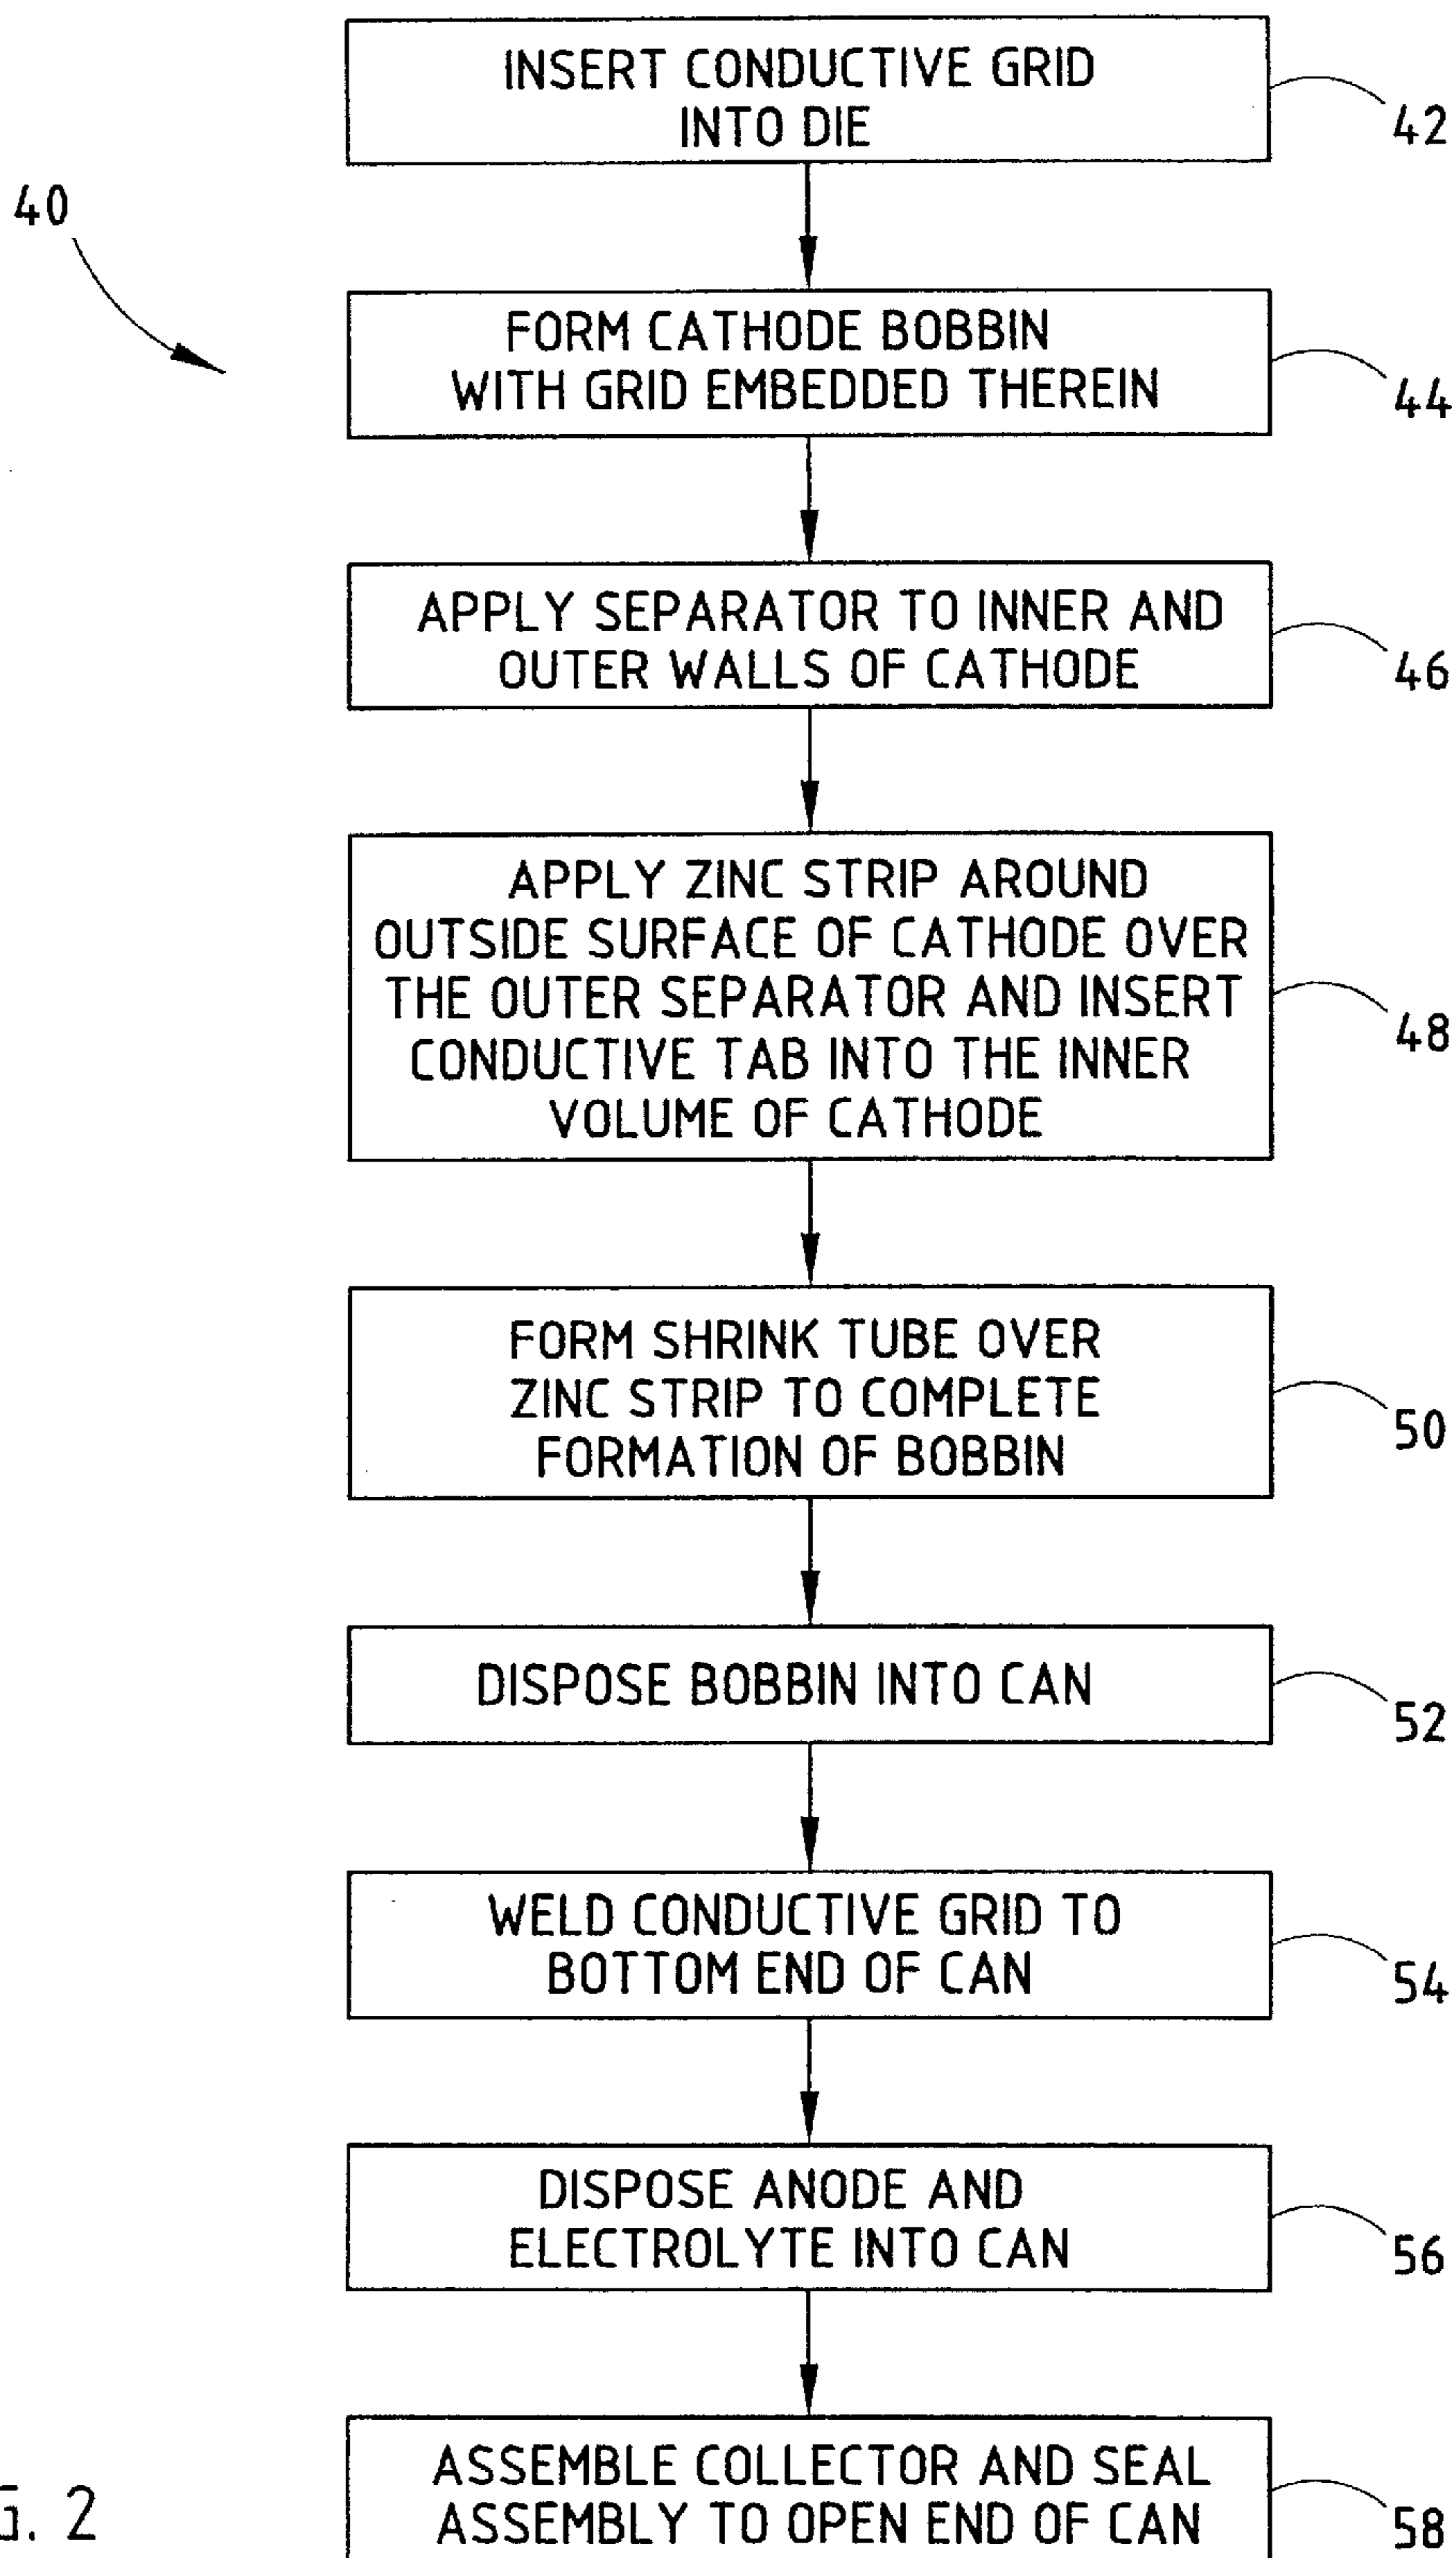 INSERT CONDUCTIVE GRID
INTO DIE
42
40
FORM CATHODE BOBBIN
WITH GRID EMBEDDED THEREIN
44
APPLY SEPARATOR TO INNER AND
OUTER WALLS OF CATHODE
46
APPLY ZINC STRIP AROUND
OUTSIDE SURFACE OF CATHODE OVER
THE OUTER SEPARATOR AND INSERT
CONDUCTIVE TAB INTO THE INNER
VOLUME OF CATHODE
48
FORM SHRINK TUBE OVER
ZINC STRIP TO COMPLETE
FORMATION OF BOBBIN
50
DISPOSE BOBBIN INTO CAN
52
WELD CONDUCTIVE GRID TO
BOTTOM END OF CAN
54
DISPOSE ANODE AND
ELECTROLYTE INTO CAN
56
ASSEMBLE COLLECTOR AND SEAL
ASSEMBLY TO OPEN END OF CAN
58
G. 2